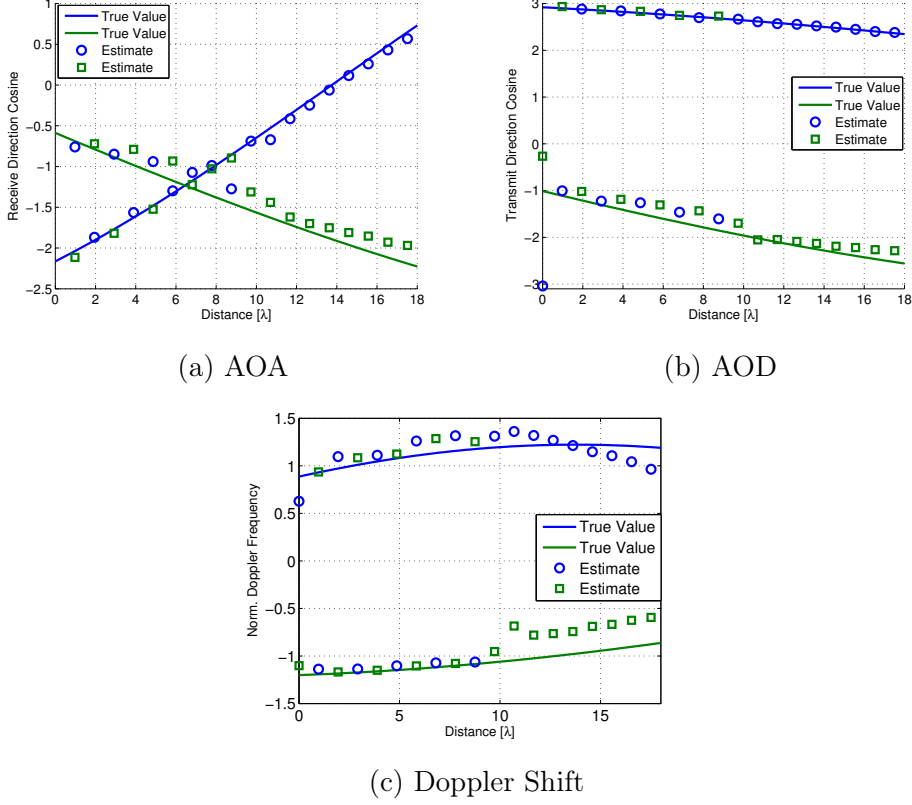 True Value
True Value
Estimate
Estimate
1
0.5
0
−0.5
−1
−1.5
−2
−2.5
0 2 4 6 8 10 12 14 16 18
Receive Direction Cosine
Distance [λ]
(a) AOA
3
2
1
0
−1
−2
−3
0 2 4 6 8 10 12 14 16 18
Transmit Direction Cosine
Distance [λ]
True Value
True Value
Estimate
Estimate
(b) AOD
1.5
1
0.5
0
−0.5
−1
−1.5
0 5 10 15
Norm. Doppler Frequency
Distance [λ]
True Value
True Value
Estimate
Estimate
(c) Doppler Shift